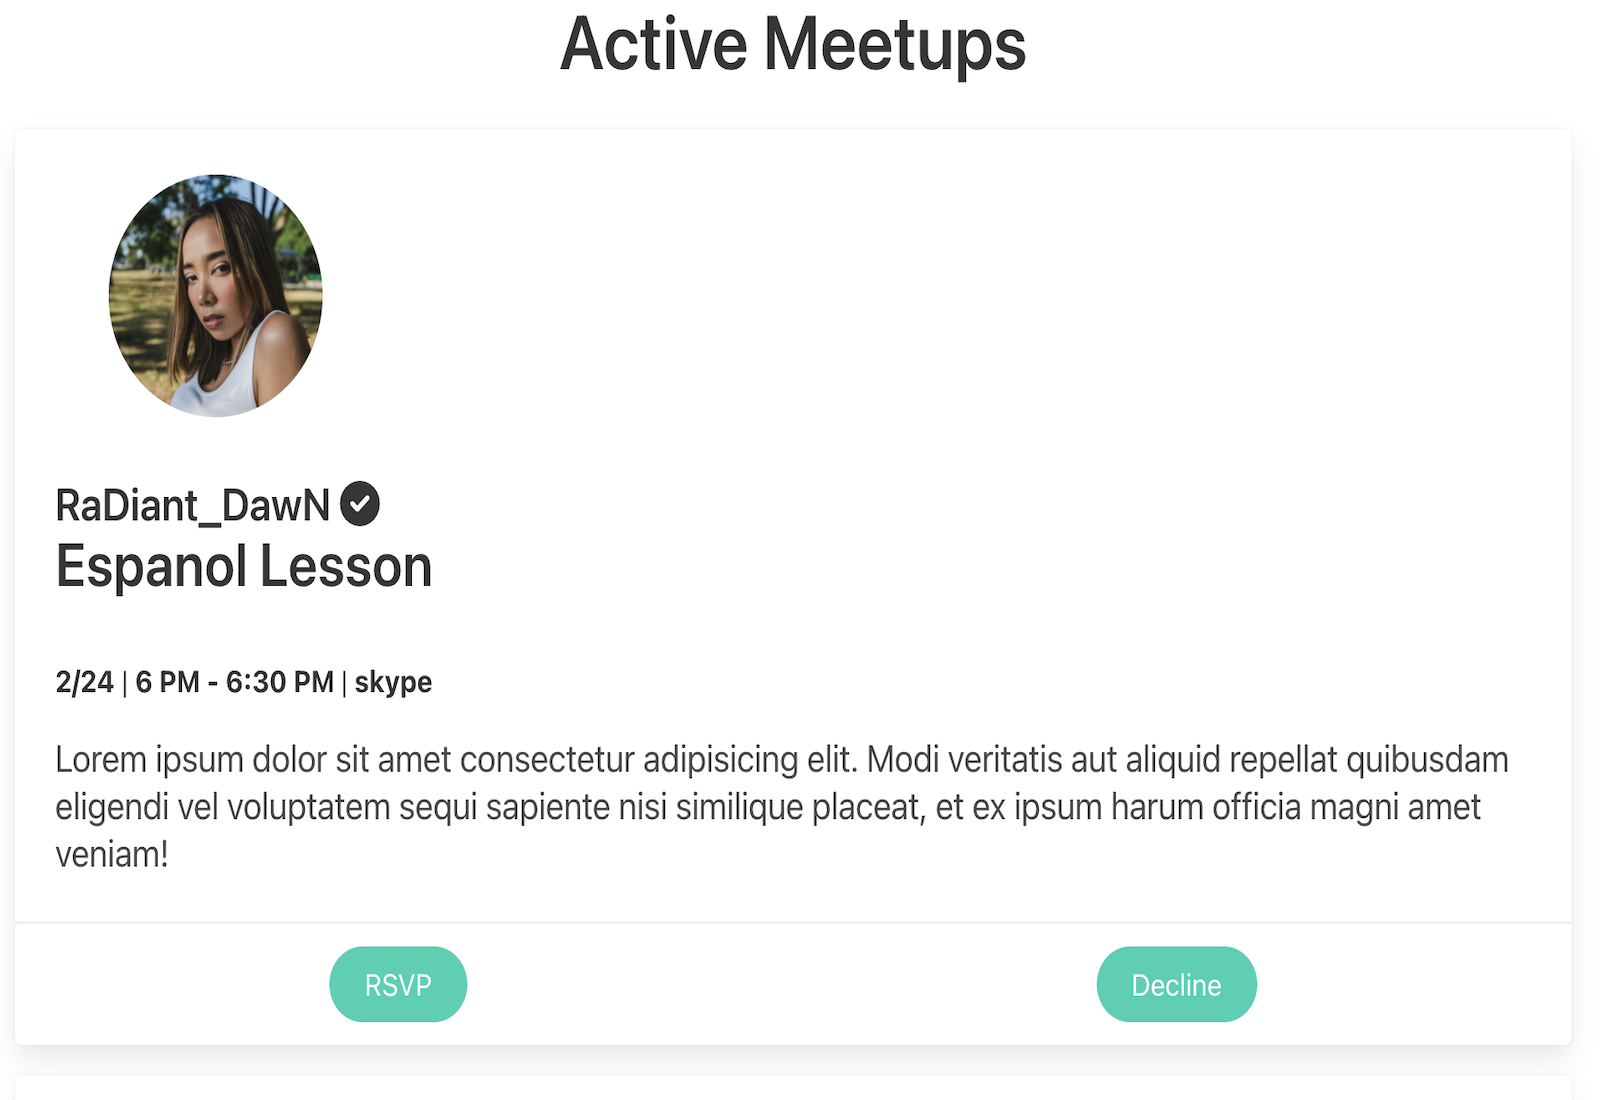 Active Meetups
RaDiant_DawN
Espanol Lesson
2/24 | 6 PM - 6:30 PM | skype
Lorem ipsum dolor sit amet consectetur adipisicing elit. Modi veritatis aut aliquid repellat quibusdam
eligendi vel voluptatem sequi sapiente nisi similique placeat, et ex ipsum harum officia magni amet
veniam!
RSVP
Decline